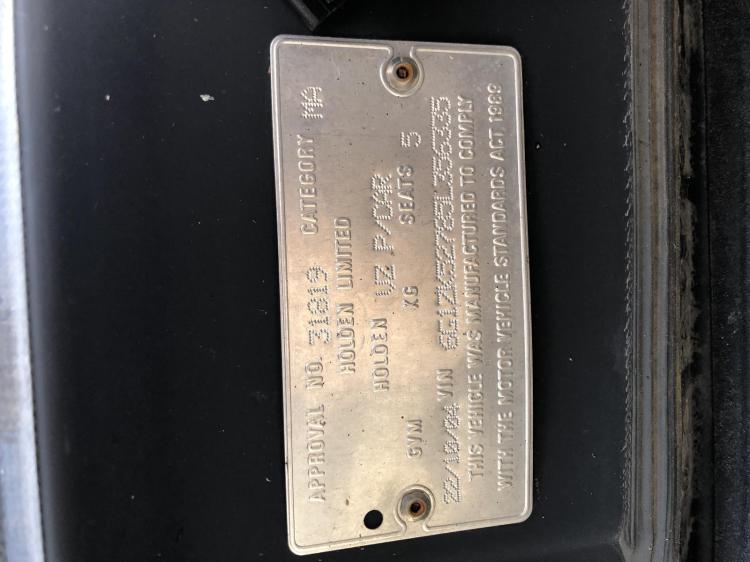 APPROVAL NO. 31819 CATEGORY MA
HOLDEN LIMITED
HOLDEN VZ P/CAR
GVM KG SEATS 5
22/10/04 VIN
THIS VEHICLE WAS MANUFACTURED TO COMPLY
WITH THE MOTOR VEHICLE STANDARDS ACT 1989